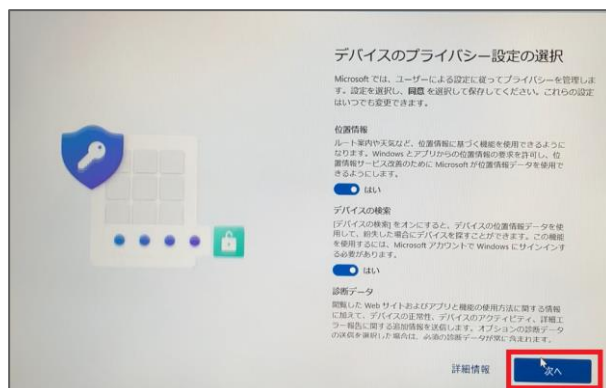 デバイスのプライバシー設定の選択
Microsoft では、ユーザーによる設定に従ってプライバシーを管理しま
す。設定を選択し、同意 を選択して保存してください。これらの設定
はいつでも変更できます。
位置情報
ルート案内や天気など、位置情報に基づく機能を使用できるように
なります。Windows とアプリからの位置情報の要求を許可し、位
置情報サービス改善のために Microsoft が位置情報データを使用で
きるようにします。
はい
デバイスの検索
[デバイスの検索] をオンにすると、デバイスの位置情報データを使
用して、紛失した場合にデバイスを探すことができます。この機能
を使用するには、Microsoft アカウントで Windows にサインインす
る必要があります。
はい
診断データ
閲覧した Web サイトおよびアプリと機能の使用方法に関する情報
に加えて、デバイスの正常性、デバイスのアクティビティ、詳細エ
ラー報告に関する追加情報を送信します。オプションの診断データ
の送信を選択した場合は、必須の診断データが常に含まれます。
詳細情報
次へ